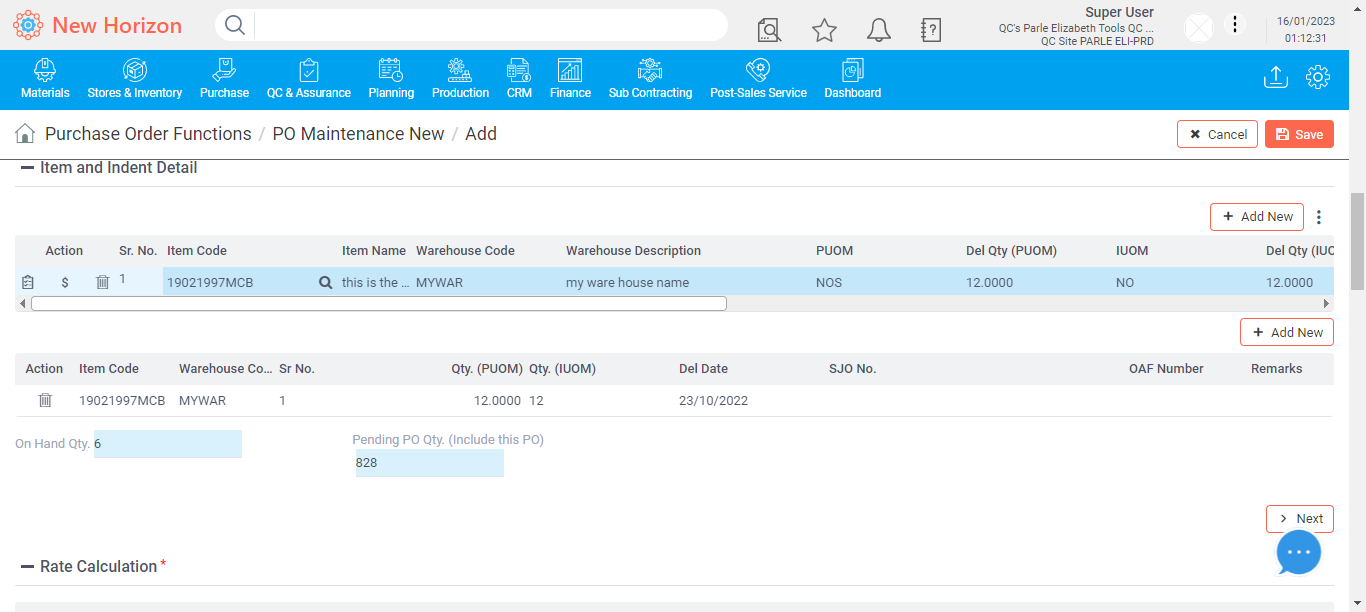 New Horizon
Super User
QC's Parle Elizabeth Tools QC ...
QC Site PARLE ELI-PRD
16/01/2023
01:12:31
Materials Stores & Inventory Purchase QC & Assurance Planning Production CRM Finance Sub Contracting Post-Sales Service Dashboard
Purchase Order Functions / PO Maintenance New / Add
Cancel Save
Item and Indent Detail
+ Add New
Action Sr. No. Item Code Item Name Warehouse Code Warehouse Description PUOM Del Qty (PUOM) IUOM Del Qty (IUO
$ 1 19021997MCB this is the ... MYWAR my ware house name NOS 12.0000 NO 12.0000
+ Add New
Action Item Code Warehouse Co... Sr No. Qty. (PUOM) Qty. (IUOM) Del Date SJO No. OAF Number Remarks
19021997MCB MYWAR 1 12.0000 12 23/10/2022
On Hand Qty. 6
Pending PO Qty. (Include this PO)
828
> Next
Rate Calculation *